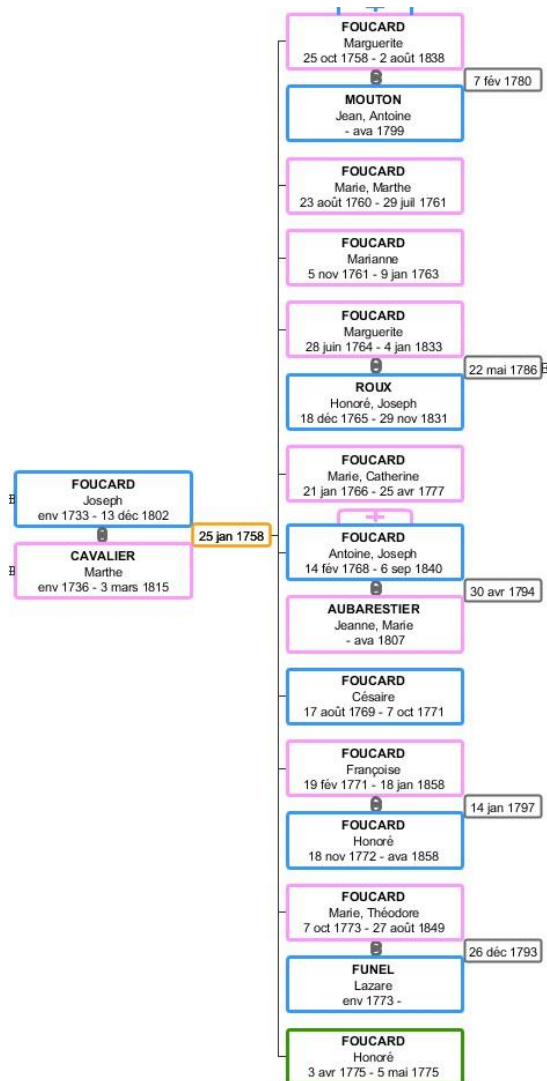 FOUCARD
Joseph
env 1733 - 13 déc 1802
CAVALIER
Marthe
env 1736 - 3 mars 1815
25 jan 1758
FOUCARD
Marguerite
25 oct 1758 - 2 août 1838
7 fév 1780
MOUTON
Jean, Antoine
- ava 1799
FOUCARD
Marie, Marthe
23 août 1760 - 29 juil 1761
FOUCARD
Marianne
5 nov 1761 - 9 jan 1763
FOUCARD
Marguerite
28 juin 1764 - 4 jan 1833
22 mai 1786
ROUX
Honoré, Joseph
18 déc 1765 - 29 nov 1831
FOUCARD
Marie, Catherine
21 jan 1766 - 25 avr 1777
FOUCARD
Antoine, Joseph
14 fév 1768 - 6 sep 1840
30 avr 1794
AUBARESTIER
Jeanne, Marie
- ava 1807
FOUCARD
Césaire
17 août 1769 - 7 oct 1771
FOUCARD
Françoise
19 fév 1771 - 18 jan 1858
14 jan 1797
FOUCARD
Honoré
18 nov 1772 - ava 1858
FOUCARD
Marie, Théodore
7 oct 1773 - 27 août 1849
26 déc 1793
FUNEL
Lazare
env 1773 -
FOUCARD
Honoré
3 avr 1775 - 5 mai 1775